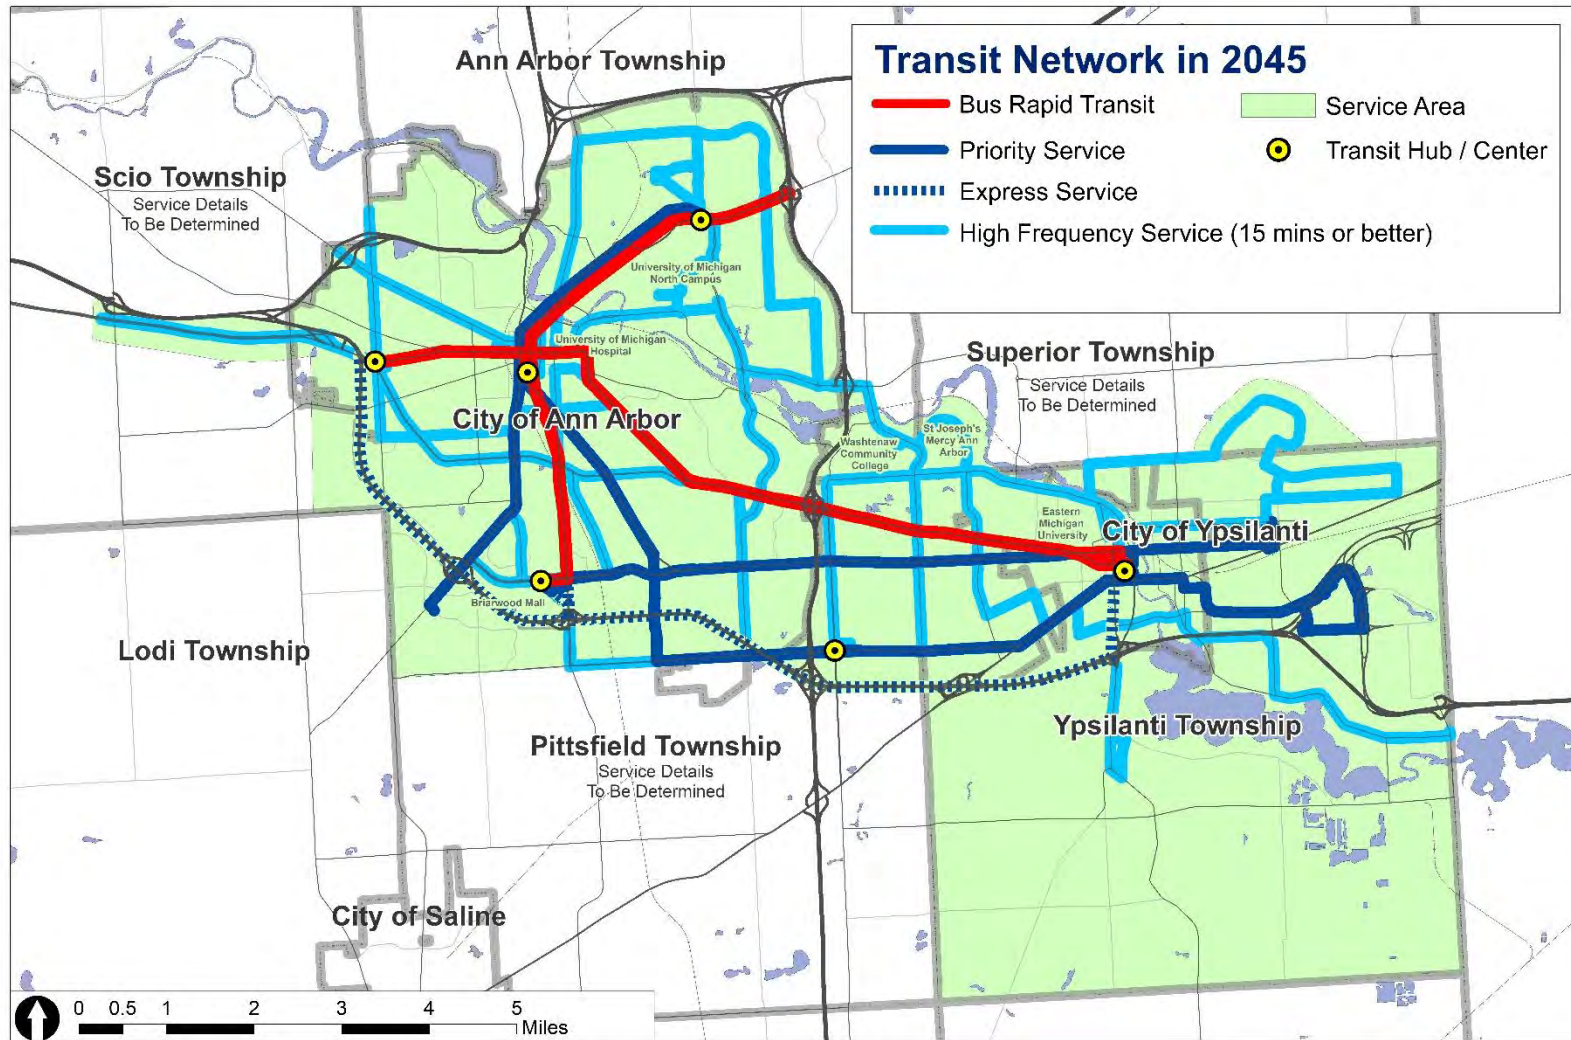 Transit Network in 2045
Bus Rapid Transit
Priority Service
Express Service
High Frequency Service (15 mins or better)
Service Area
Transit Hub / Center
Ann Arbor Township
Scio Township
Service Details
To Be Determined
University of Michigan
North Campus
University of Michigan
Hospital
Superior Township
Service Details
To Be Determined
City of Ann Arbor
Washtenaw
Community
College
St Joseph's
Mercy Ann
Arbor
Eastern
Michigan
University
City of Ypsilanti
Briarwood Mall
Lodi Township
Pittsfield Township
Service Details
To Be Determined
Ypsilanti Township
City of Saline
0 0.5 1 2 3 4 5
Miles